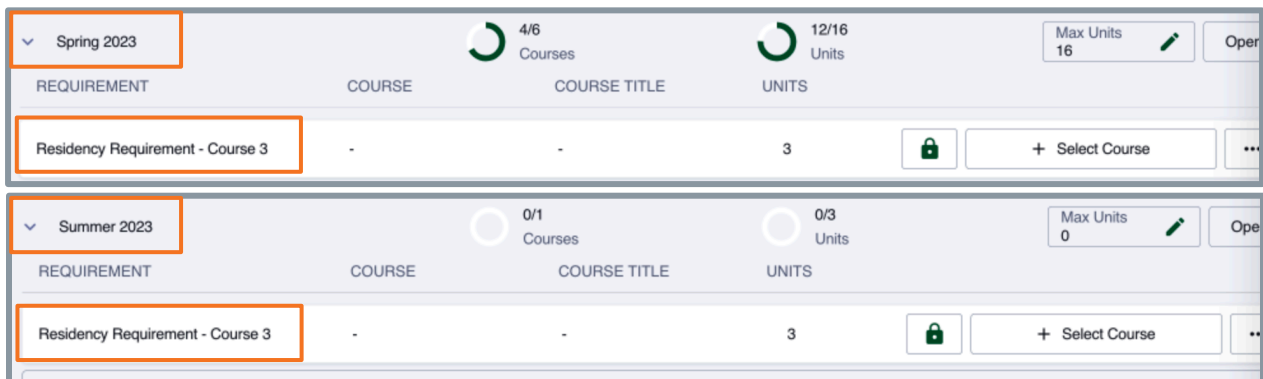 Spring 2023 4/6 Courses 12/16 Units Max Units 16 Oper
REQUIREMENT COURSE COURSE TITLE UNITS
Residency Requirement - Course 3 - - 3 + Select Course ...
Summer 2023 0/1 Courses 0/3 Units Max Units 0 Ope
REQUIREMENT COURSE COURSE TITLE UNITS
Residency Requirement - Course 3 - - 3 + Select Course ..